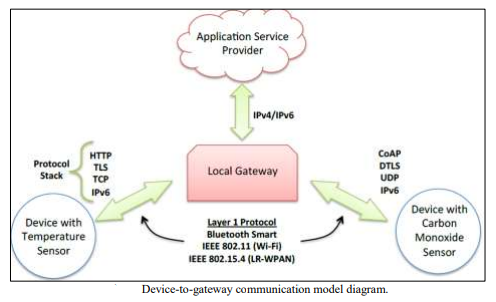 Application Service
Provider
IPv4/IPv6
Protocol
Stack
HTTP
TLS
TCP
IPv6
Local Gateway
CoAP
DTLS
UDP
IPv6
Device with
Temperature
Sensor
Layer 1 Protocol
Bluetooth Smart
IEEE 802.11 (Wi-Fi)
IEEE 802.15.4 (LR-WPAN)
Device with
Carbon
Monoxide
Sensor
Device-to-gateway communication model diagram.